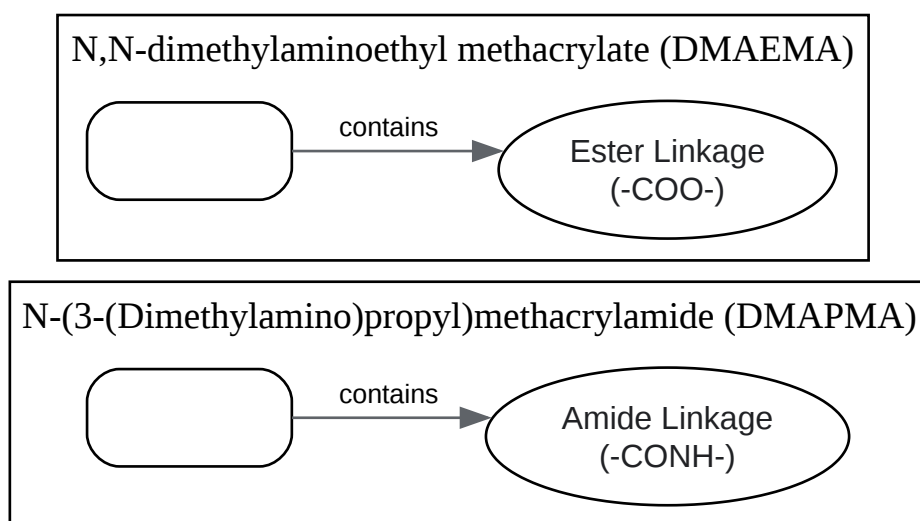 N,N-dimethylaminoethyl methacrylate (DMAEMA)
contains
Ester Linkage
(-COO-)
N-(3-(Dimethylamino)propyl)methacrylamide (DMAPMA)
contains
Amide Linkage
(-CONH-)